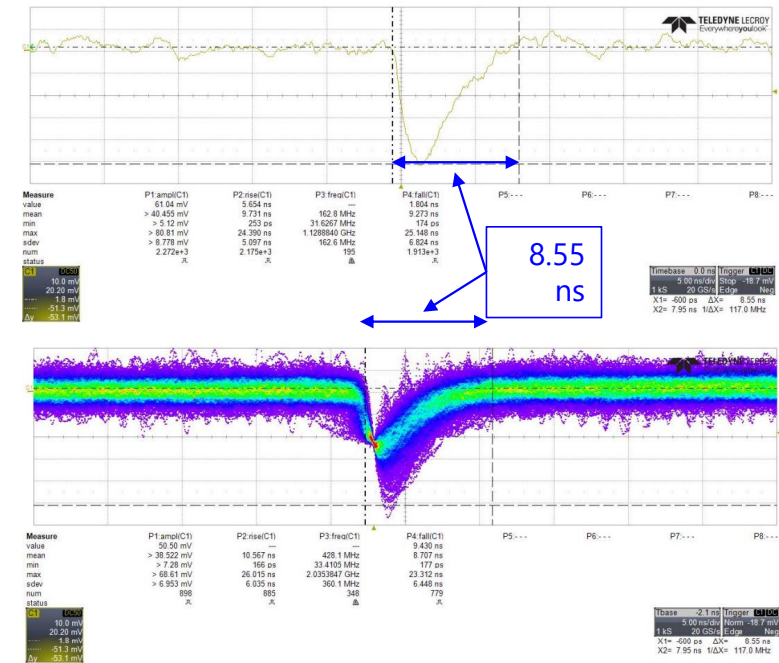 TELEDYNE LECROY
Everywhereyoulook
C1
Measure P1:ampl(C1) P2:rise(C1) P3:freq(C1) P4:fall(C1) P5:- - - P6:- - - P7:- - - P8:- - -
value 61.04 mV 5.654 ns --- 1.804 ns
mean > 40.455 mV 9.731 ns 162.8 MHz 9.273 ns
min > 5.12 mV 253 ps 31.6267 MHz 174 ps
max > 80.81 mV 24.390 ns 1.1288840 GHz 25.148 ns
sdev > 8.778 mV 5.097 ns 162.6 MHz 6.824 ns
num 2.272e+3 2.175e+3 195 1.913e+3
status
8.55
ns
C1 DC50
10.0 mV
20.20 mV
1.8 mV
-51.3 mV
Δy -53.1 mV
Timebase 0.0 ns Trigger C1 DC
5.00 ns/div Stop -18.7 mV
1 kS 20 GS/s Edge Neg
X1= -600 ps ΔX= 8.55 ns
X2= 7.95 ns 1/ΔX= 117.0 MHz
TELEDYNE LECROY
Measure P1:ampl(C1) P2:rise(C1) P3:freq(C1) P4:fall(C1) P5:- - - P6:- - - P7:- - - P8:- - -
value 50.50 mV --- --- 9.430 ns
mean > 38.522 mV 10.567 ns 428.1 MHz 8.707 ns
min > 7.28 mV 166 ps 33.4105 MHz 177 ps
max > 68.61 mV 26.015 ns 2.0353847 GHz 23.312 ns
sdev > 6.953 mV 6.035 ns 360.1 MHz 6.448 ns
num 898 885 348 779
status
C1 DC50
10.0 mV
20.20 mV
1.8 mV
-51.3 mV
Δy -53.1 mV
Tbase -2.1 ns Trigger C1 DC
5.00 ns/div Norm -18.7 mV
1 kS 20 GS/s Edge Neg
X1= -600 ps ΔX= 8.55 ns
X2= 7.95 ns 1/ΔX= 117.0 MHz